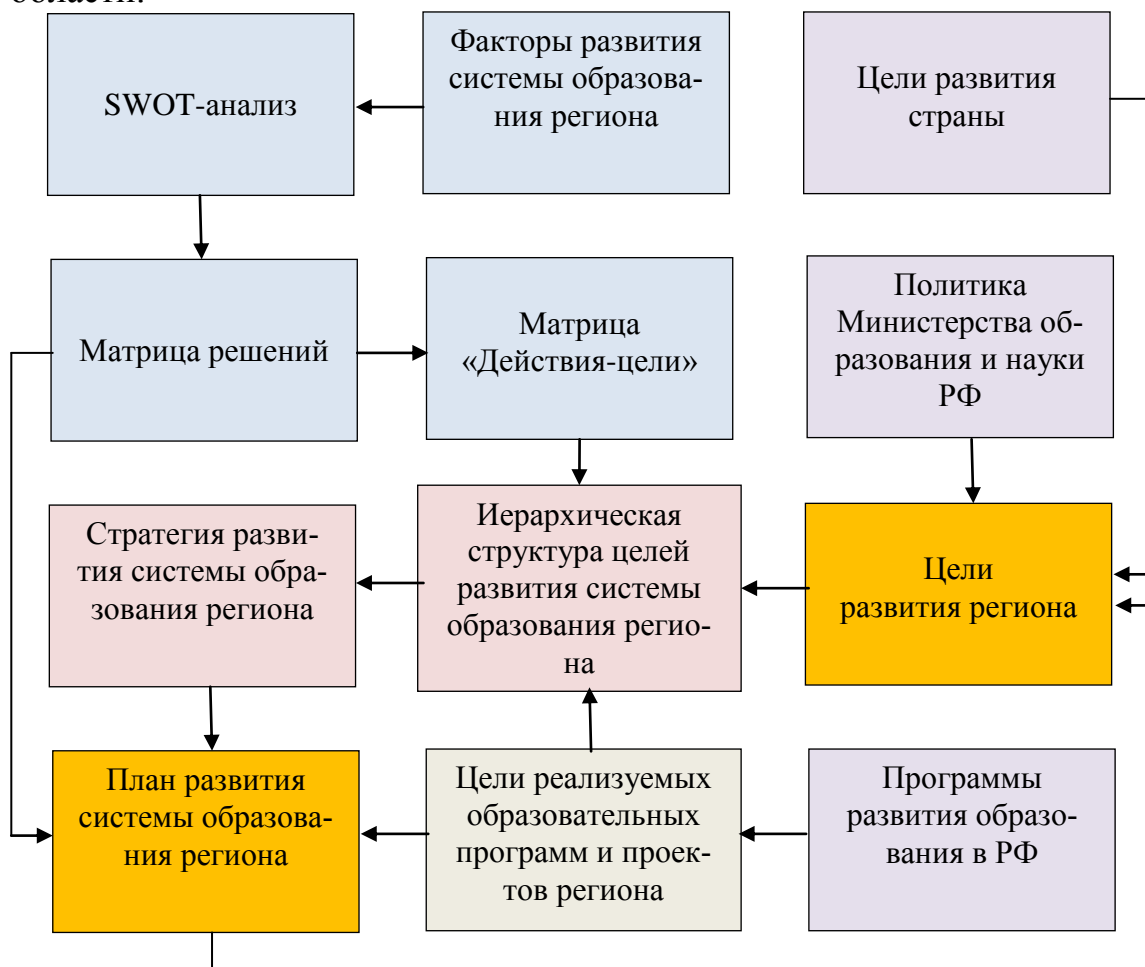 области.
SWOT-анализ
Факторы развития
системы образова-
ния региона
Цели развития
страны
Матрица решений
Матрица
«Действия-цели»
Политика
Министерства об-
разования и науки
РФ
Стратегия разви-
тия системы обра-
зования региона
Иерархическая
структура целей
развития системы
образования регио-
на
Цели
развития региона
План развития
системы образова-
ния региона
Цели реализуемых
образовательных
программ и проек-
тов региона
Программы
развития образо-
вания в РФ